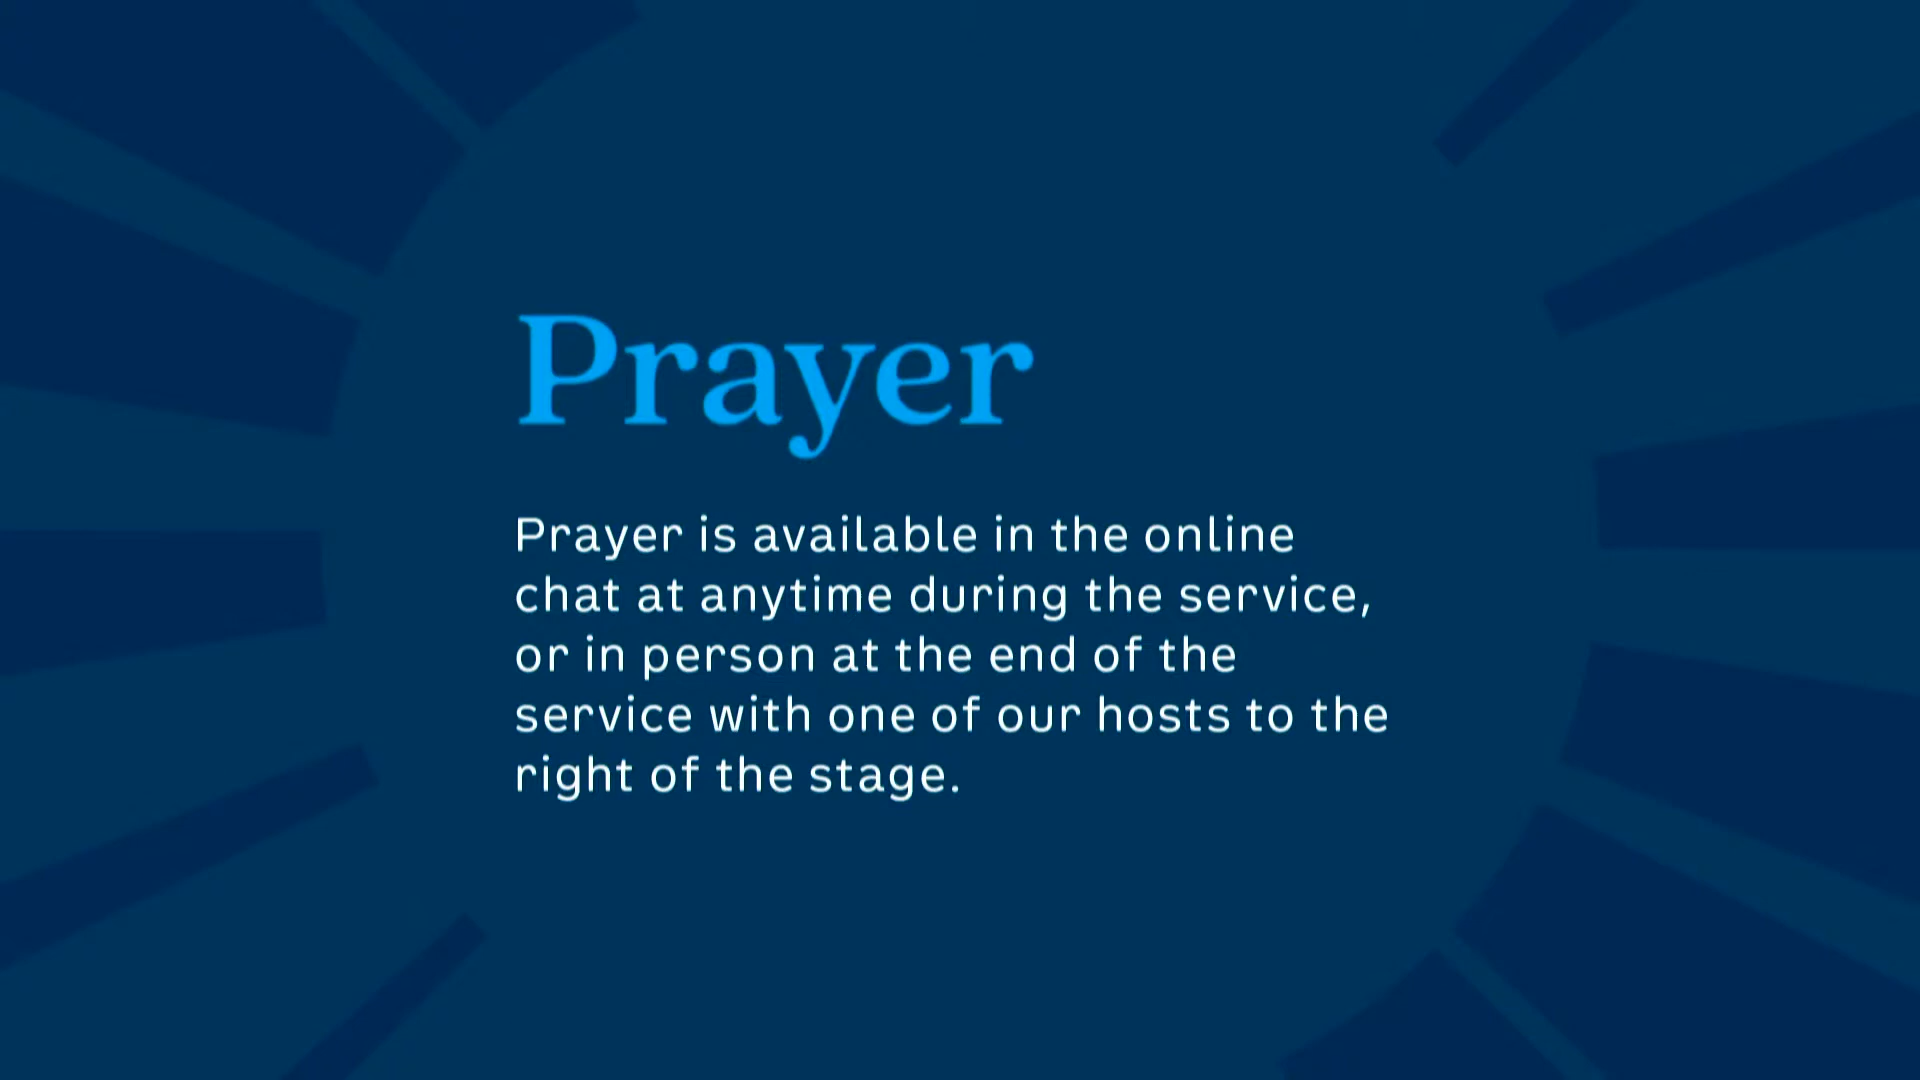 Prayer
Prayer is available in the online
chat at anytime during the service,
or in person at the end of the
service with one of our hosts to the
right of the stage.